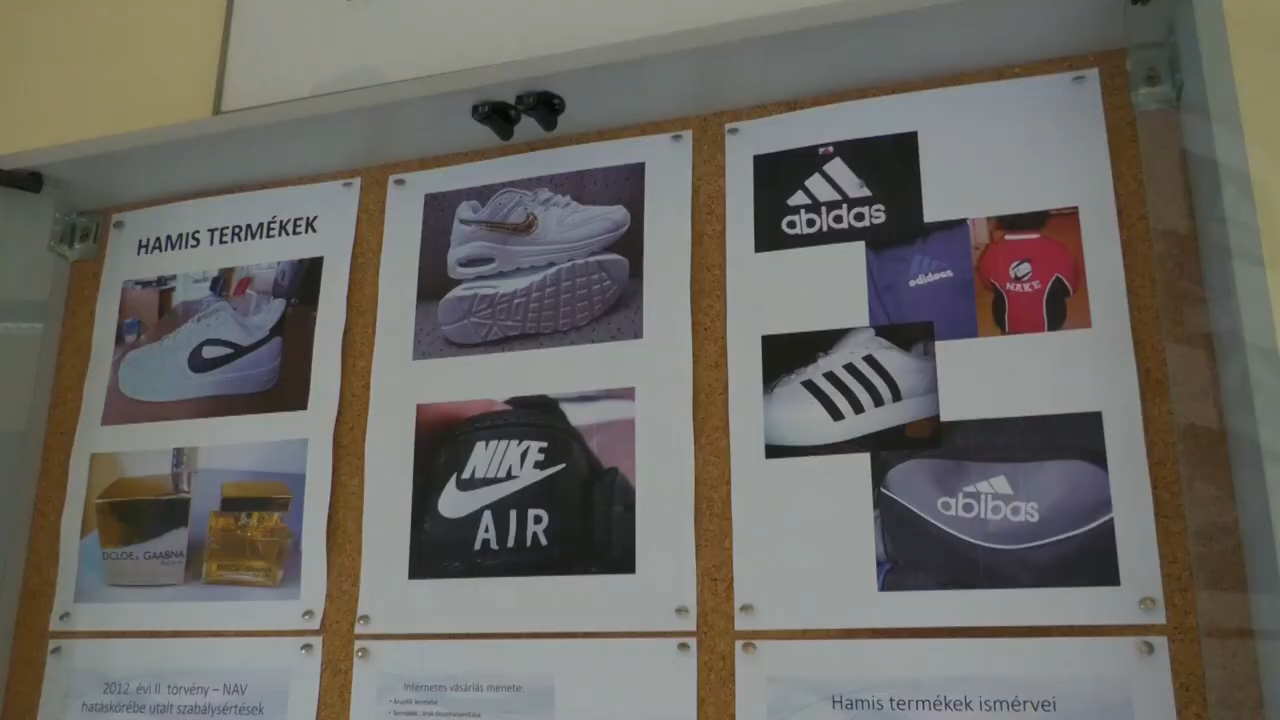 HAMIS TERMÉKEK
DCLOE, GAABNA
NIKE
AIR
abidas
adidoss
NAKE
abibas
2012. évi II. törvény – NAV
hatáskörébe utalt szabálysértések
Internetes vásárlás menete:
Hamis termékek ismérvei